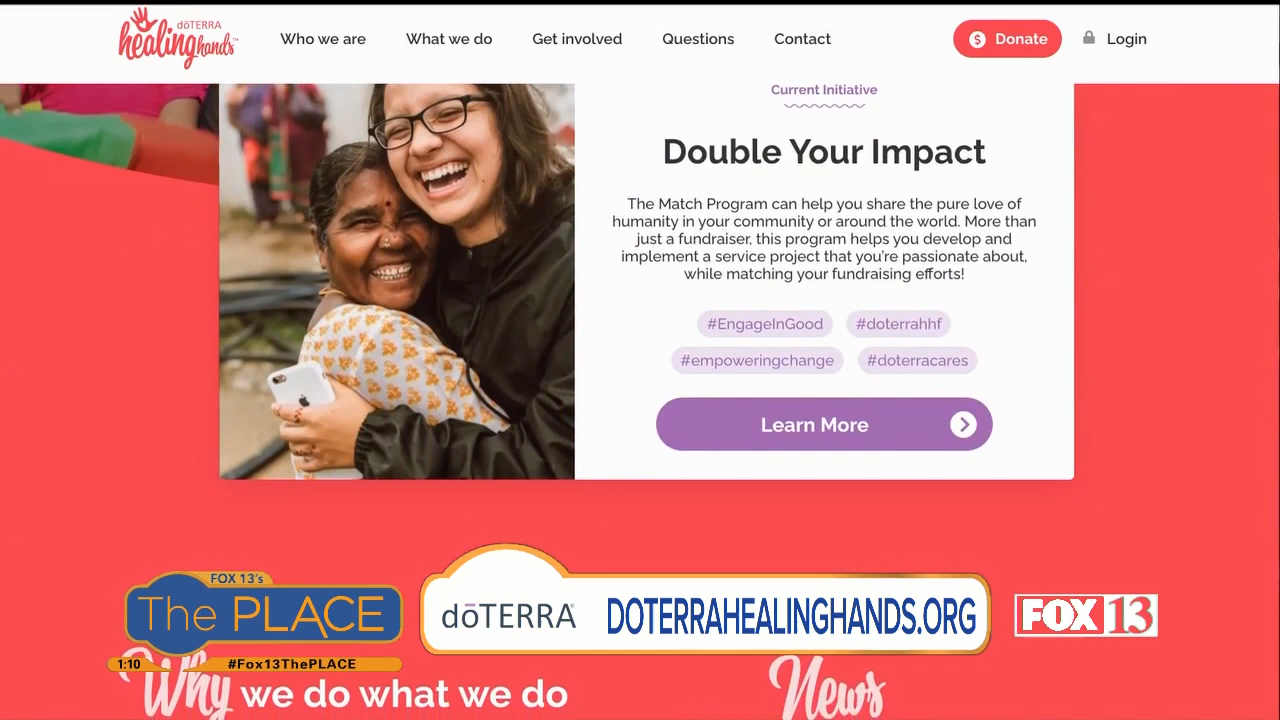 dōTERRA
healing hands™
Who we are
What we do
Get involved
Questions
Contact
Donate
Login
Current Initiative
Double Your Impact
The Match Program can help you share the pure love of
humanity in your community or around the world. More than
just a fundraiser, this program helps you develop and
implement a service project that you're passionate about,
while matching your fundraising efforts!
#EngageInGood
#doterrahhf
#empoweringchange
#doterracares
Learn More
FOX 13's
The PLACE
1:10
#Fox13ThePLACE
dōTERRA®
DOTERRAHEALINGHANDS.ORG
FOX 13
Why we do what we do
News